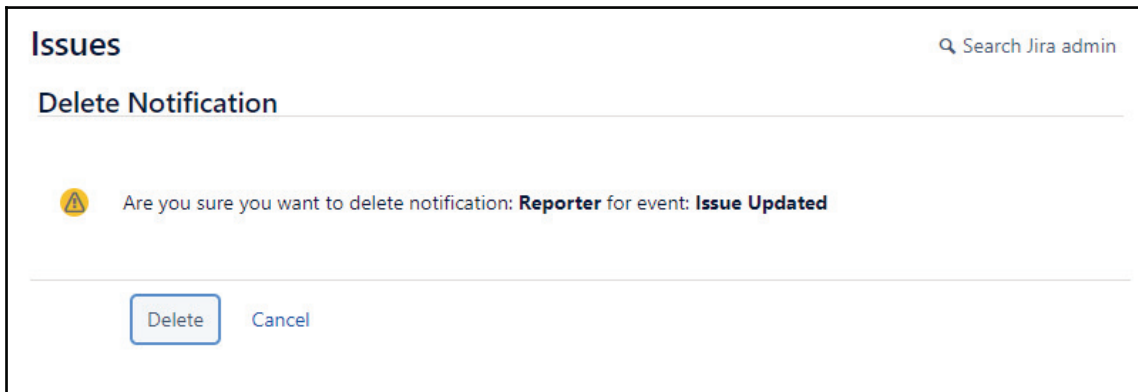 Issues
Search Jira admin
Delete Notification
Are you sure you want to delete notification: Reporter for event: Issue Updated
Delete
Cancel